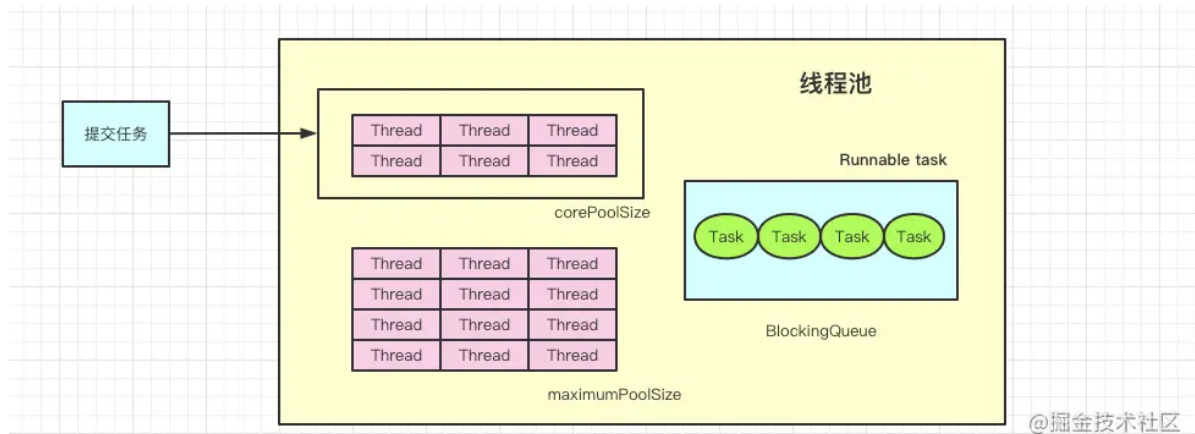 线程池
提交任务
Thread Thread Thread
Thread Thread Thread
corePoolSize
Runnable task
Task Task Task Task
BlockingQueue
Thread Thread Thread
Thread Thread Thread
Thread Thread Thread
Thread Thread Thread
maximumPoolSize
@掘金技术社区